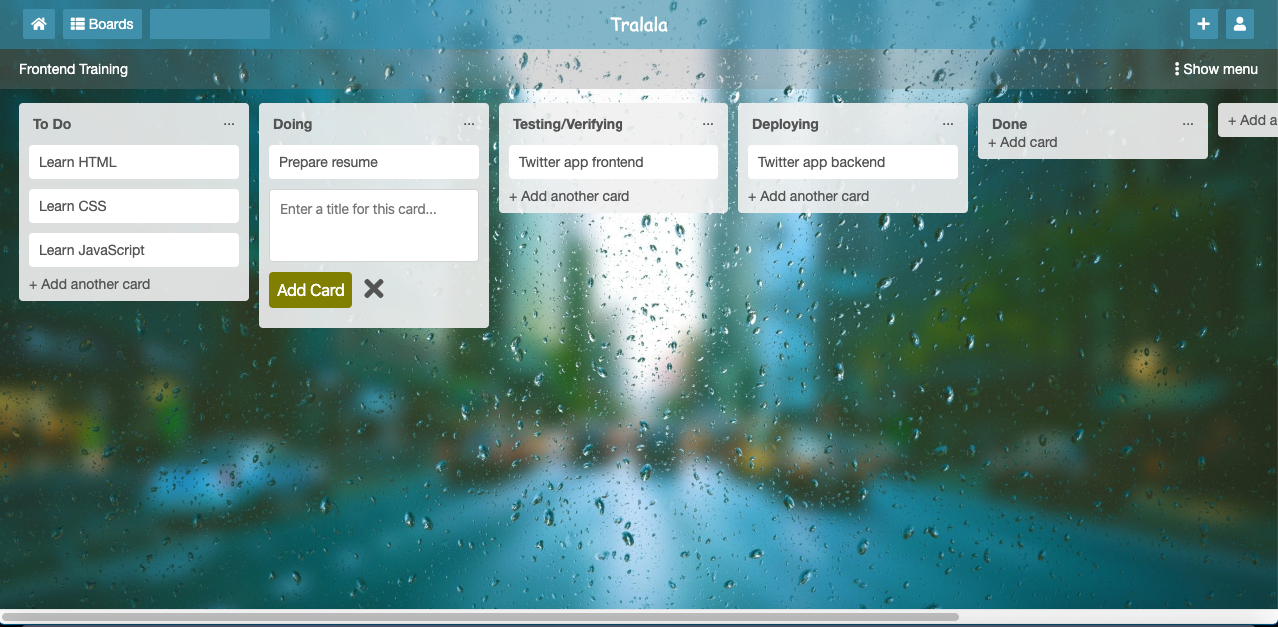 Boards
Tralala
Frontend Training
Show menu
To Do
...
Learn HTML
Learn CSS
Learn JavaScript
+ Add another card
Doing
...
Prepare resume
Enter a title for this card...
Add Card
Testing/Verifying
...
Twitter app frontend
+ Add another card
Deploying
...
Twitter app backend
+ Add another card
Done
...
+ Add card
+ Add a